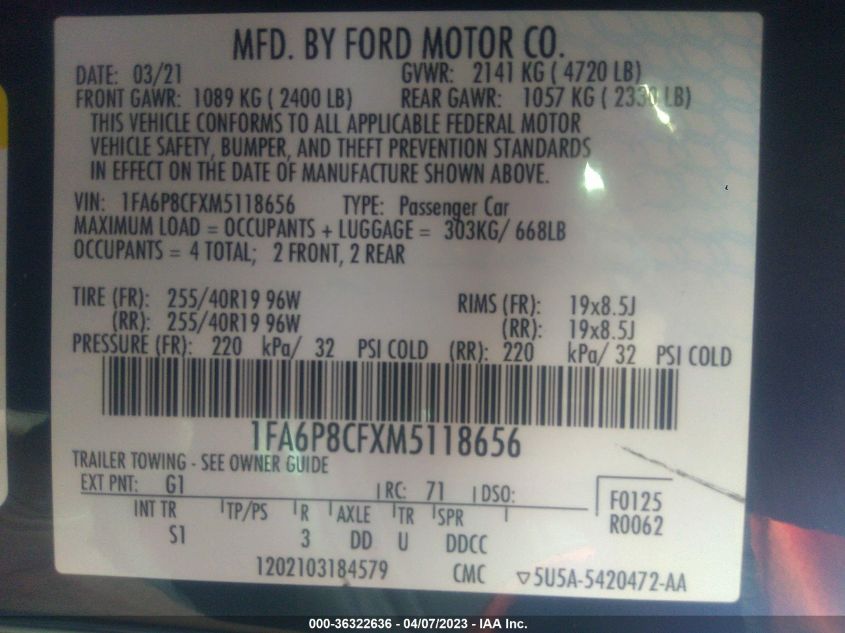 MFD. BY FORD MOTOR CO.
DATE: 03/21 GVWR: 2141 KG ( 4720 LB)
FRONT GAWR: 1089 KG ( 2400 LB) REAR GAWR: 1057 KG ( 2330 LB)
THIS VEHICLE CONFORMS TO ALL APPLICABLE FEDERAL MOTOR
VEHICLE SAFETY, BUMPER, AND THEFT PREVENTION STANDARDS
IN EFFECT ON THE DATE OF MANUFACTURE SHOWN ABOVE.
VIN: 1FA6P8CFXM5118656 TYPE: Passenger Car
MAXIMUM LOAD = OCCUPANTS + LUGGAGE = 303KG/ 668LB
OCCUPANTS = 4 TOTAL; 2 FRONT, 2 REAR
TIRE (FR): 255/40R19 96W RIMS (FR): 19x8.5J
(RR): 255/40R19 96W (RR): 19x8.5J
PRESSURE (FR): 220 kPa/ 32 PSI COLD (RR): 220 kPa/ 32 PSI COLD
1FA6P8CFXM5118656
TRAILER TOWING - SEE OWNER GUIDE
EXT PNT: G1 RC: 71 DSO:
F0125
INT TR TP/PS R AXLE TR SPR
R0062
S1 3 DD U DDCC
1202103184579 CMC ▽5U5A-5420472-AA
000-36322636 - 04/07/2023 - IAA Inc.